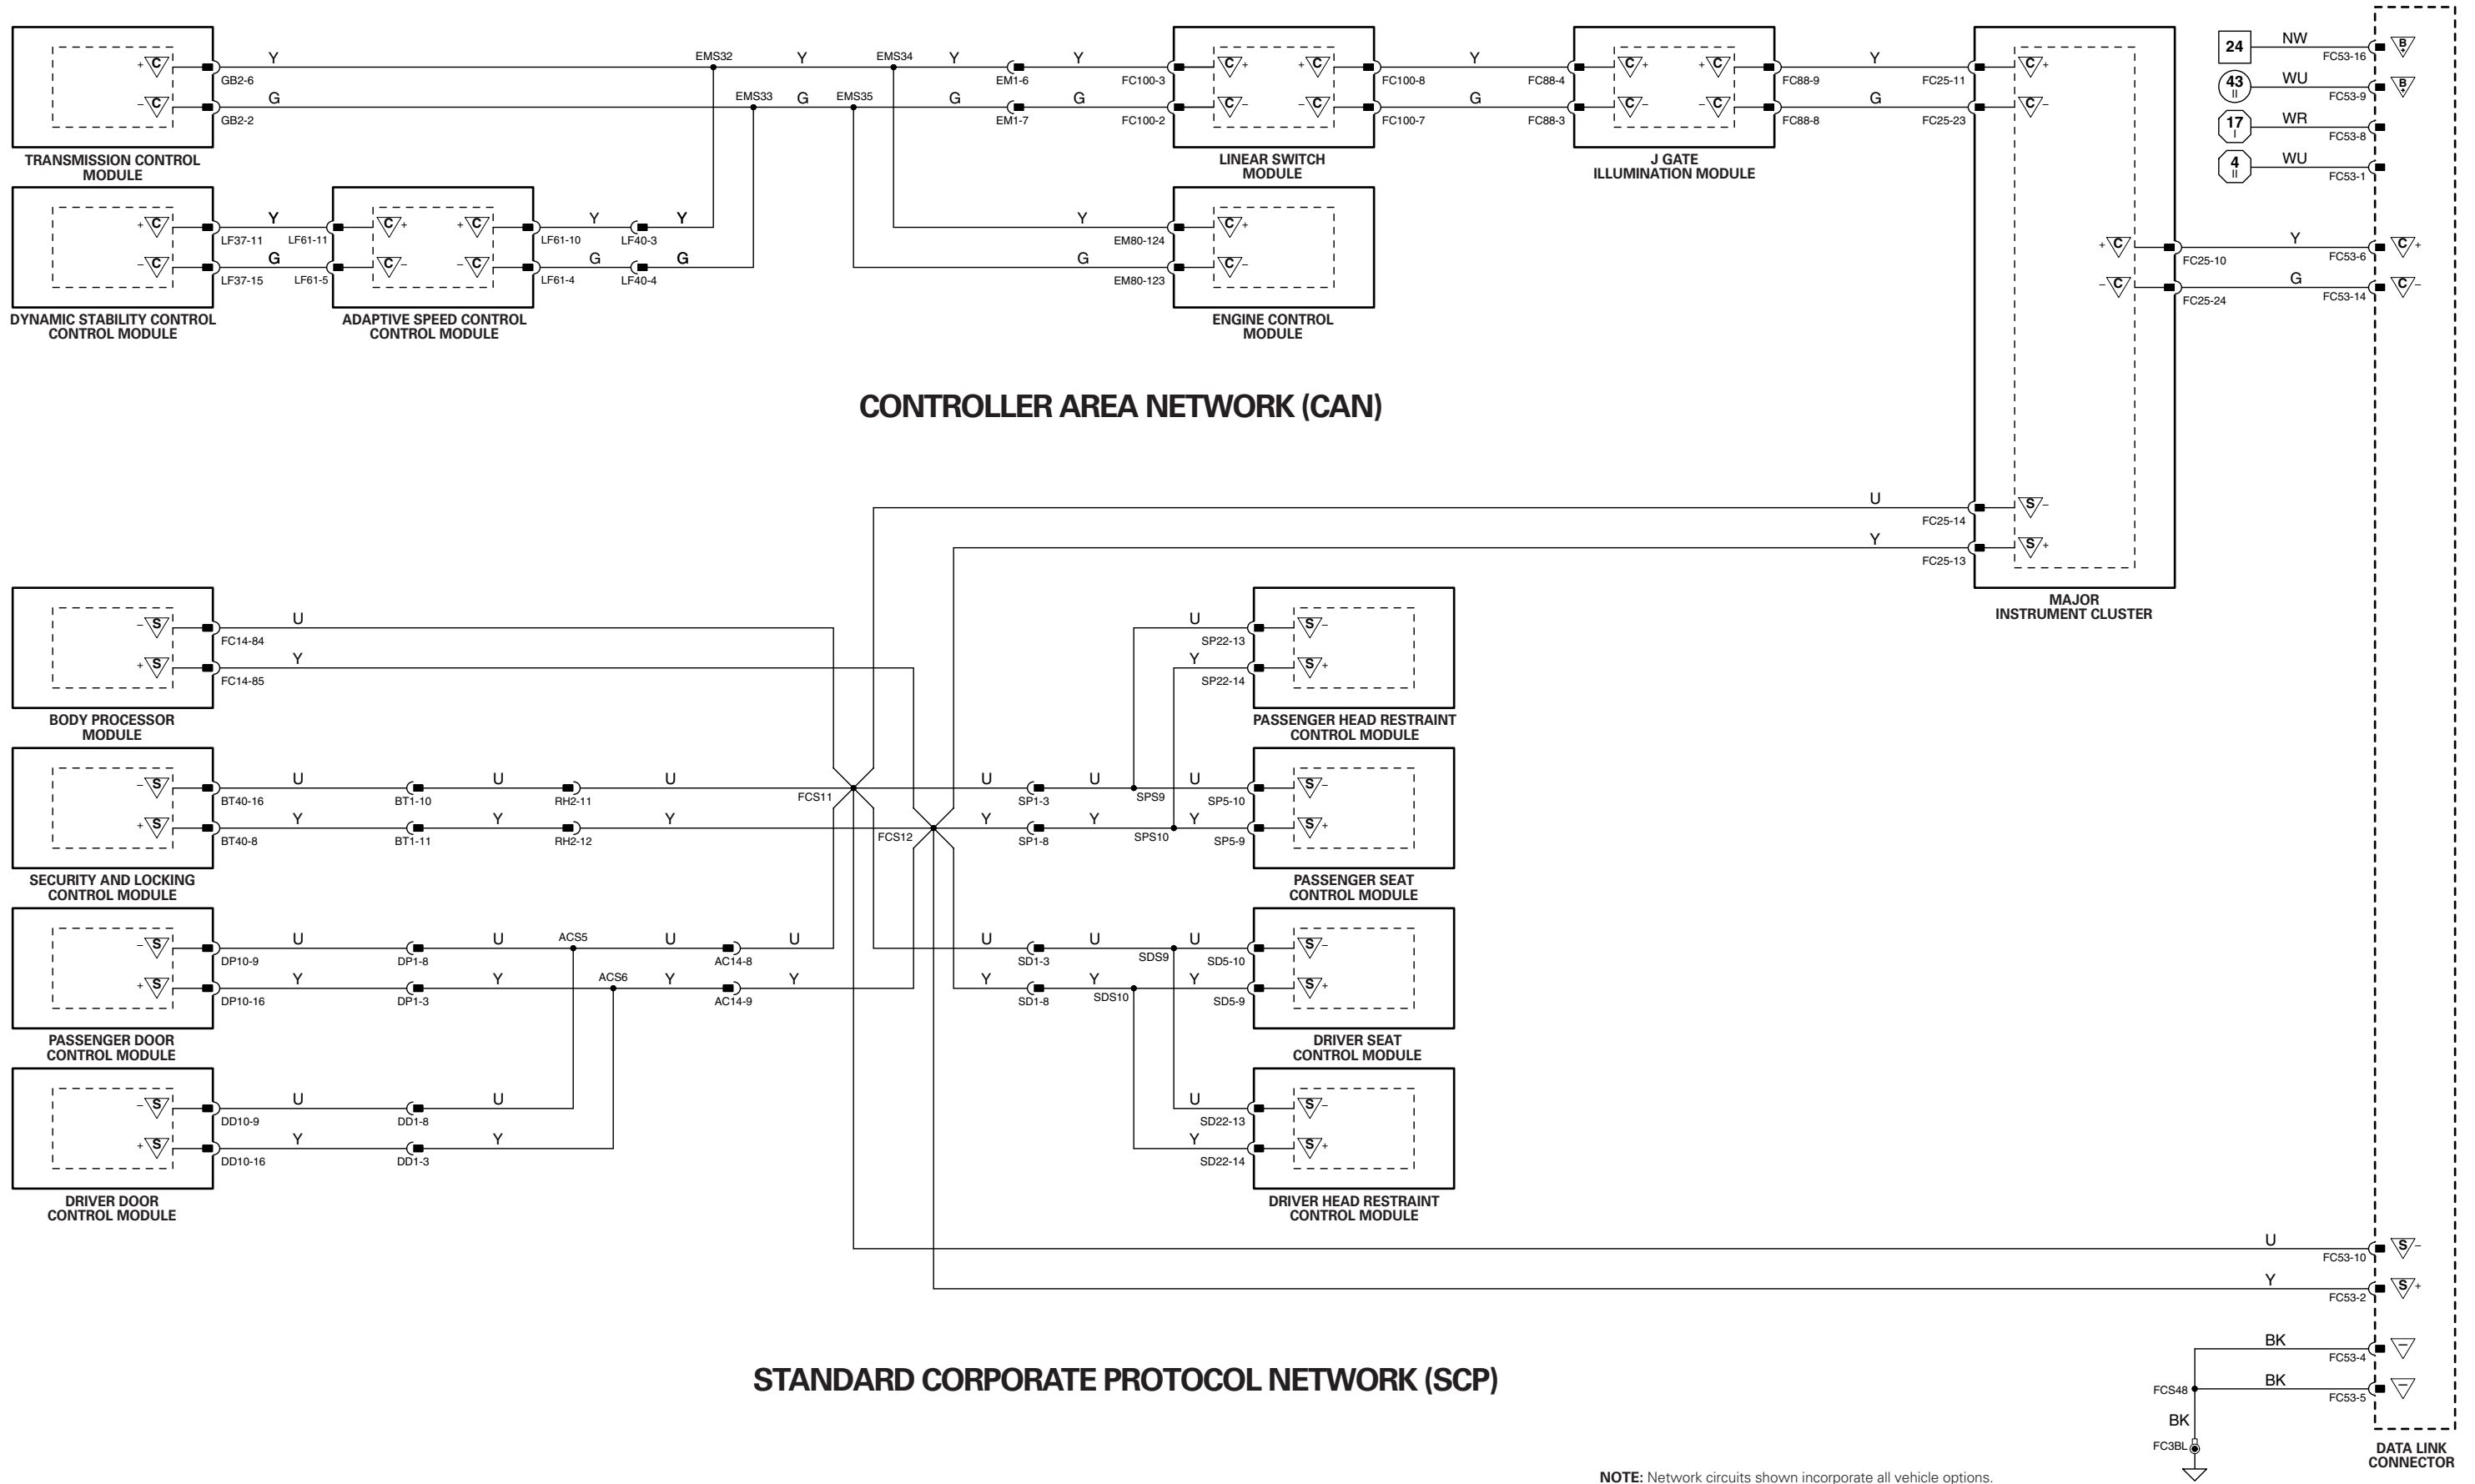 Y EMS32 Y EMS34 Y Y Y Y
+ C GB2-6 EM1-6 FC100-3 C + + C FC100-8 FC88-4 C + + C FC88-9 FC25-11 C +
G EMS33 G EMS35 G G G G
− C GB2-2 EM1-7 FC100-2 C − − C FC100-7 FC88-3 C − − C FC88-8 FC25-23 C −
TRANSMISSION CONTROL
MODULE
LINEAR SWITCH
MODULE
J GATE
ILLUMINATION MODULE
24 NW FC53-16 B +
43 II WU FC53-9 B +
17 I WR FC53-8
4 II WU FC53-1
+ C Y LF37-11 LF61-11 C + + C Y LF61-10 LF40-3 Y
− C G LF37-15 LF61-5 C − − C G LF61-4 LF40-4 G
Y EM80-124 C +
G EM80-123 C −
+ C FC25-10 Y FC53-6 C +
− C FC25-24 G FC53-14 C −
DYNAMIC STABILITY CONTROL
CONTROL MODULE
ADAPTIVE SPEED CONTROL
CONTROL MODULE
ENGINE CONTROL
MODULE
CONTROLLER AREA NETWORK (CAN)
U FC25-14 S −
Y FC25-13 S +
MAJOR
INSTRUMENT CLUSTER
− S U FC14-84
+ S Y FC14-85
BODY PROCESSOR
MODULE
U SP22-13 S −
Y SP22-14 S +
PASSENGER HEAD RESTRAINT
CONTROL MODULE
− S U BT40-16 BT1-10 U RH2-11 U FCS11 U SP1-3 U SPS9 U SP5-10 S −
+ S Y BT40-8 BT1-11 Y RH2-12 Y FCS12 Y SP1-8 Y SPS10 Y SP5-9 S +
SECURITY AND LOCKING
CONTROL MODULE
PASSENGER SEAT
CONTROL MODULE
− S U DP10-9 DP1-8 U ACS5 U AC14-8 U U SD1-3 U SDS9 U SD5-10 S −
+ S Y DP10-16 DP1-3 Y ACS6 Y AC14-9 Y Y SD1-8 Y SDS10 Y SD5-9 S +
PASSENGER DOOR
CONTROL MODULE
DRIVER SEAT
CONTROL MODULE
− S U DD10-9 DD1-8 U U SD22-13 S −
+ S Y DD10-16 DD1-3 Y Y SD22-14 S +
DRIVER DOOR
CONTROL MODULE
DRIVER HEAD RESTRAINT
CONTROL MODULE
U FC53-10 S −
Y FC53-2 S +
STANDARD CORPORATE PROTOCOL NETWORK (SCP)
BK FC53-4 −
FCS48 BK FC53-5 −
BK
FC3BL
DATA LINK
CONNECTOR
NOTE: Network circuits shown incorporate all vehicle options.